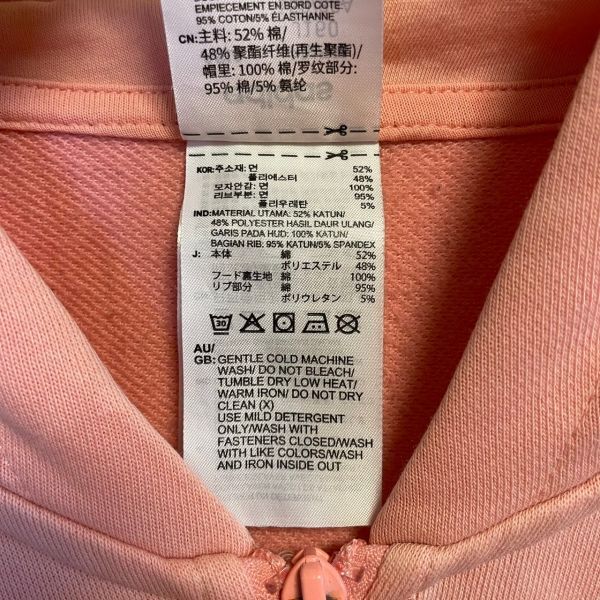 EMPIECEMENT EN BORD COTE:
95% COTON/5% ÉLASTHANNE
CN:主料: 52% 棉/
48% 聚酯纤维(再生聚酯)/
帽里: 100% 棉/罗纹部分:
95% 棉/5% 氨纶
KOR:주소재: 면 52%
폴리에스터 48%
모자안감: 면 100%
리브부분: 면 95%
폴리우레탄 5%
IND:MATERIAL UTAMA: 52% KATUN/
48% POLYESTER HASIL DAUR ULANG/
GARIS PADA HUD: 100% KATUN/
BAGIAN RIB: 95% KATUN/5% SPANDEX
J: 本体 綿 52%
ポリエステル 48%
フード裏生地 綿 100%
リブ部分 綿 95%
ポリウレタン 5%
30
AU/
GB: GENTLE COLD MACHINE
WASH/ DO NOT BLEACH/
TUMBLE DRY LOW HEAT/
WARM IRON/ DO NOT DRY
CLEAN (X)
USE MILD DETERGENT
ONLY/WASH WITH
FASTENERS CLOSED/WASH
WITH LIKE COLORS/WASH
AND IRON INSIDE OUT